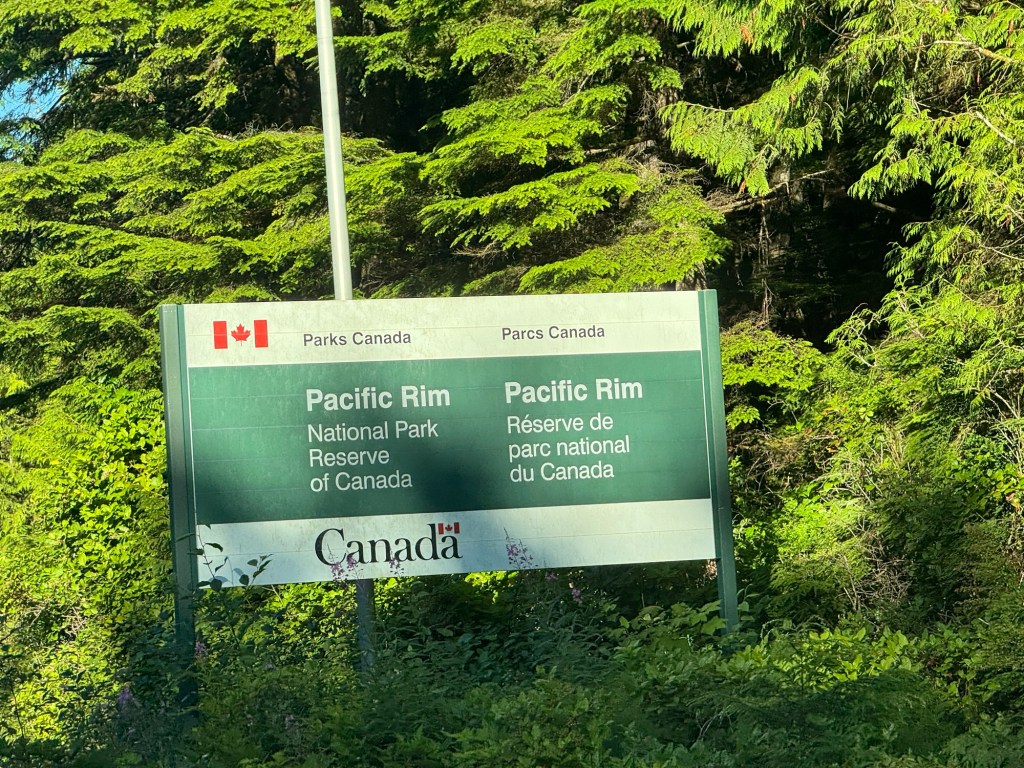 Parks Canada
Parcs Canada
Pacific Rim
National Park
Reserve
of Canada
Pacific Rim
Réserve de
parc national
du Canada
Canada